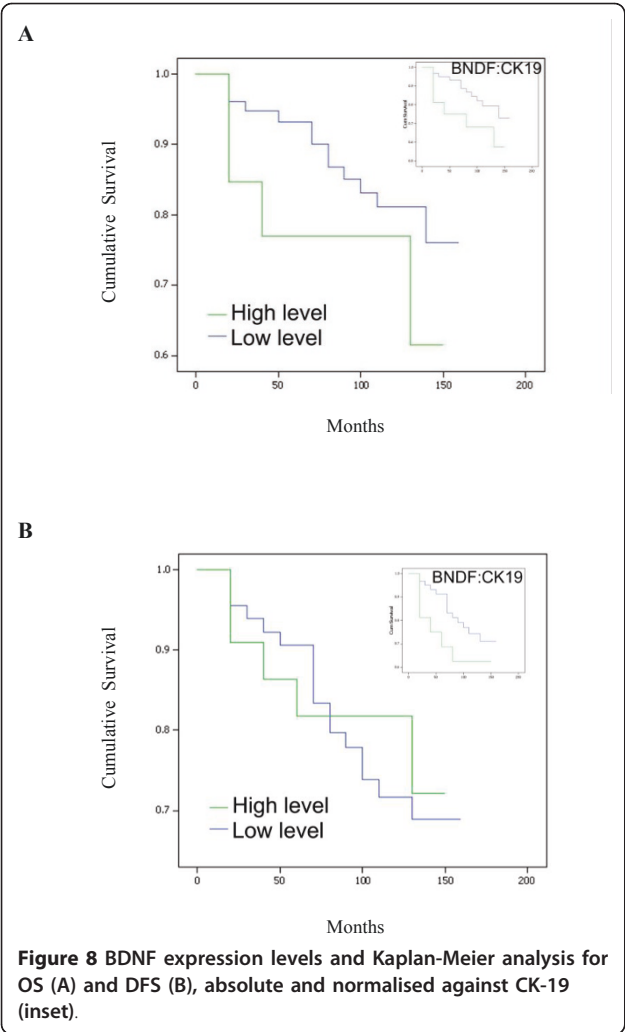 A
1.0
0.9
0.8
0.7
0.6
Cumulative Survival
BNDF:CK19
High level
Low level
0 50 100 150 200
Months
B
1.0
0.9
0.8
0.7
Cumulative Survival
BNDF:CK19
High level
Low level
0 50 100 150 200
Months
Figure 8 BDNF expression levels and Kaplan-Meier analysis for
OS (A) and DFS (B), absolute and normalised against CK-19
(inset).